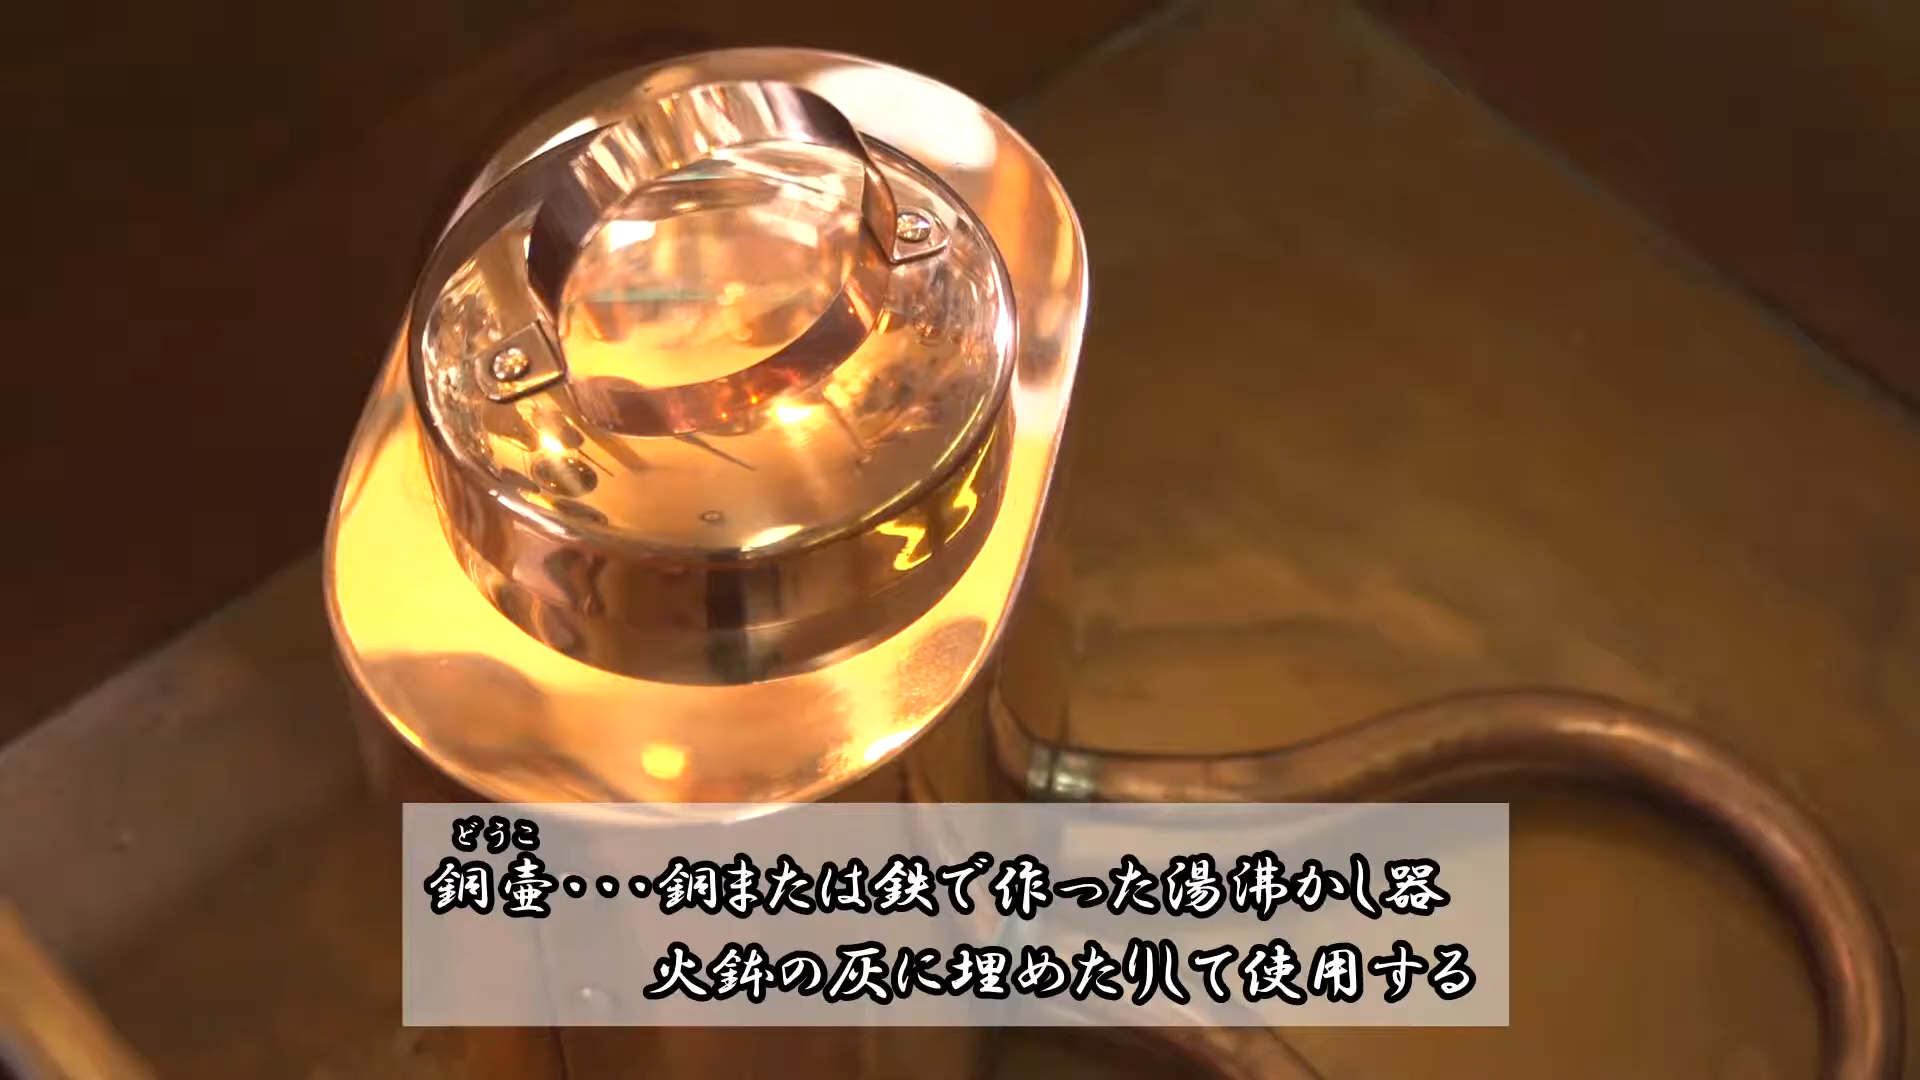 どうこ
銅壷・・・銅または鉄で作った湯沸かし器
火鉢の灰に埋めたりして使用する